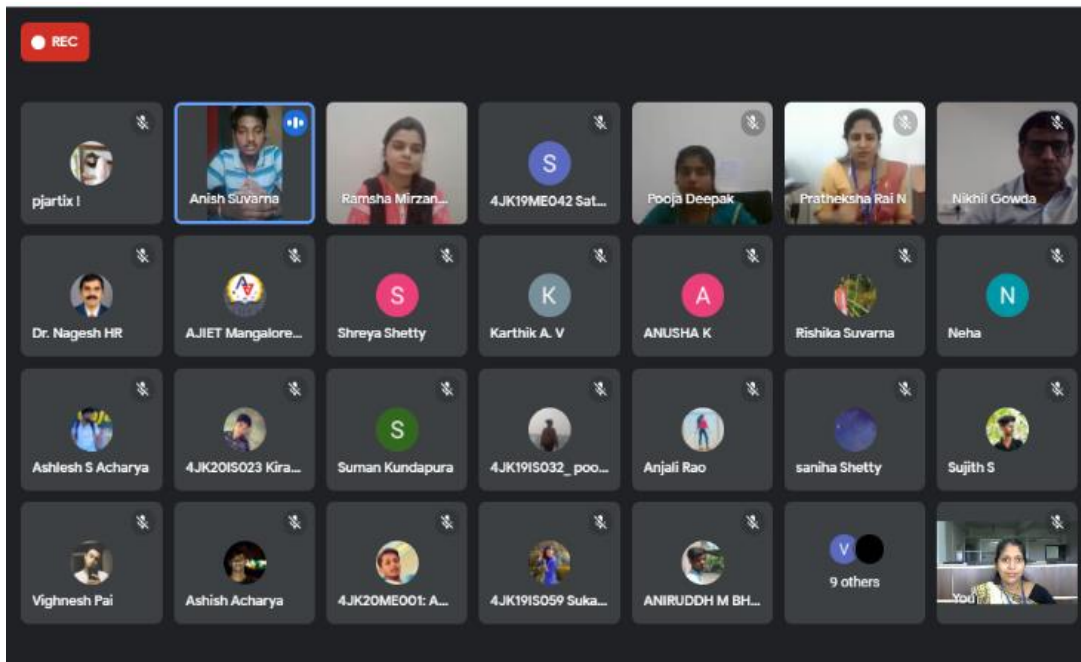 REC
pjartix !
Anish Suvarna
Ramsha Mirzan...
S
4JK19ME042 Sat...
Pooja Deepak
Pratheksha Rai N
Nikhil Gowda
Dr. Nagesh HR
AJIET Mangalore...
S
Shreya Shetty
K
Karthik A. V
A
ANUSHA K
Rishika Suvarna
N
Neha
Ashlesh S Acharya
4JK20IS023 Kira...
S
Suman Kundapura
4JK19IS032_ poo...
Anjali Rao
saniha Shetty
Sujith S
Vighnesh Pai
Ashish Acharya
4JK20ME001: A...
4JK19IS059 Suka...
ANIRUDDH M BH...
V
9 others
You